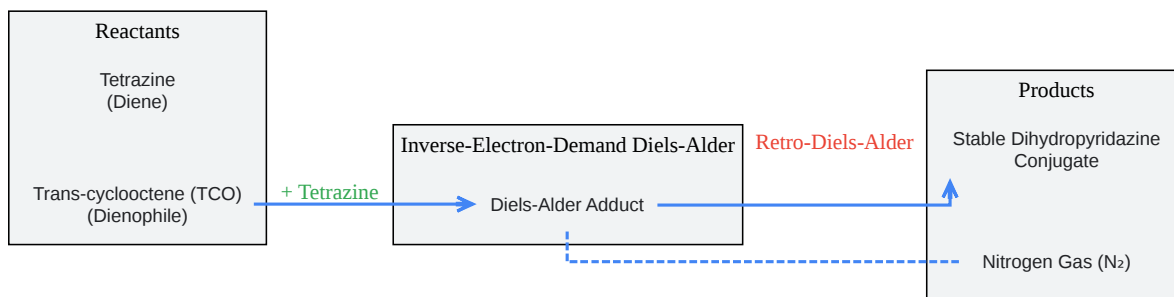 Reactants
Tetrazine
(Diene)
Trans-cyclooctene (TCO)
(Dienophile)
+ Tetrazine
Inverse-Electron-Demand Diels-Alder
Diels-Alder Adduct
Retro-Diels-Alder
Products
Stable Dihydropyridazine
Conjugate
Nitrogen Gas (N₂)